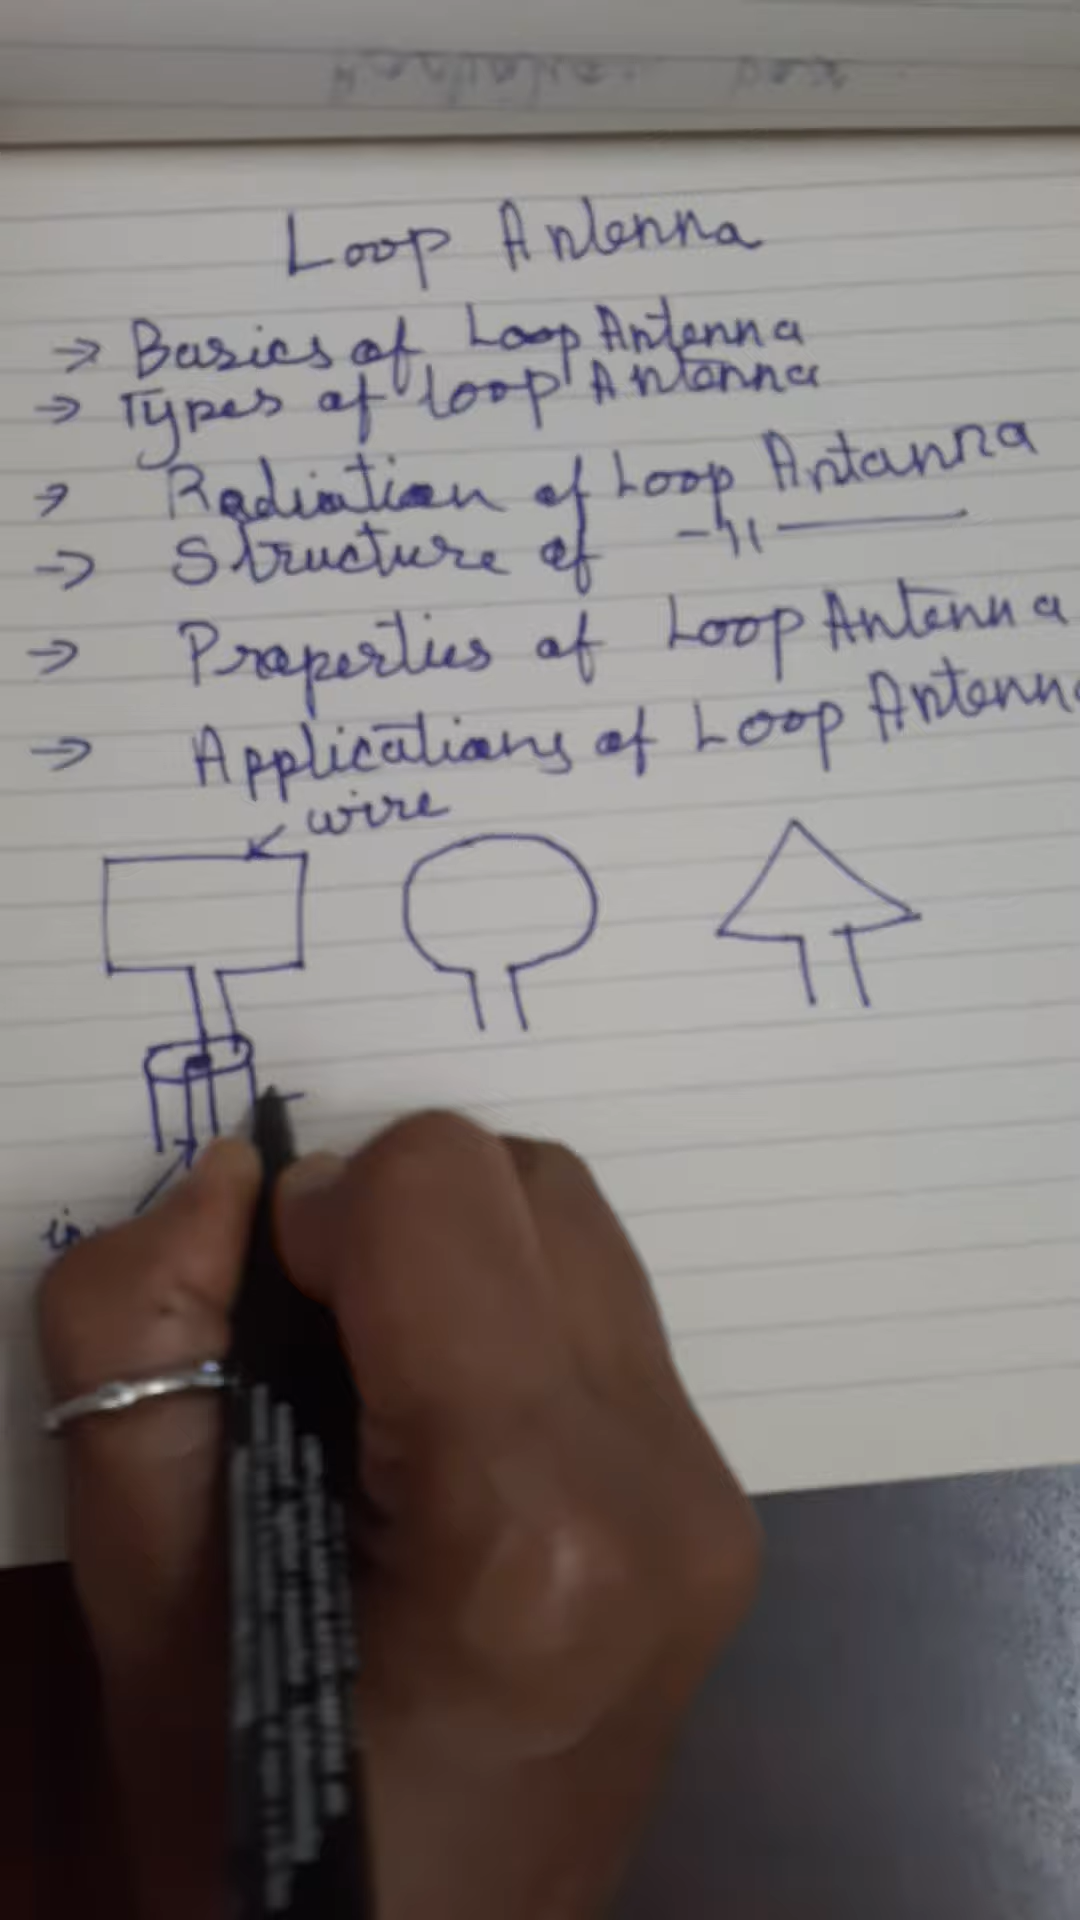 Loop Antenna
→ Basics of Loop Antenna
→ Types of loop Antenna
→ Radiation of Loop Antanna
→ Structure of –11–
→ Properties of Loop Antenna
→ Applications of Loop Antenna
wire